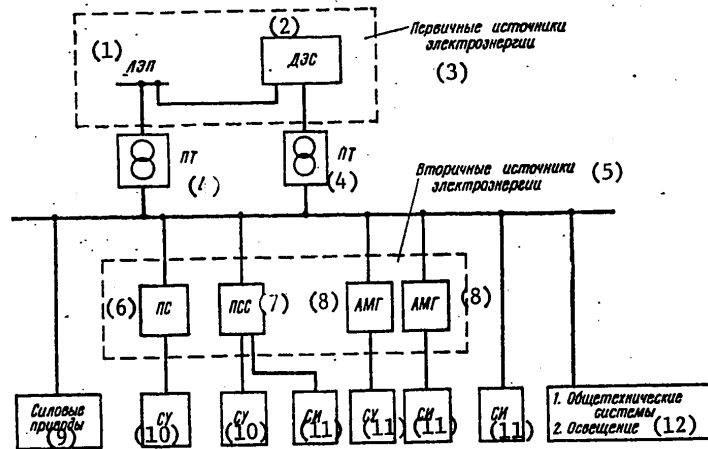 (2)
Первичные источники
электроэнергии
(1)
ЛЭП
ДЭС
(3)
ПТ
ПТ
(4)
Вторичные источники
электроэнергии
(5)
(6)
ПС
ПСС
(7)
(8)
АМГ
АМГ
(8)
Силовые
(9)
СУ
(10)
СУ
(10)
СИ
(11)
СУ
(11)
СИ
(11)
СИ
(11)
1. Общетехнические
системы
2. Освещение
(12)